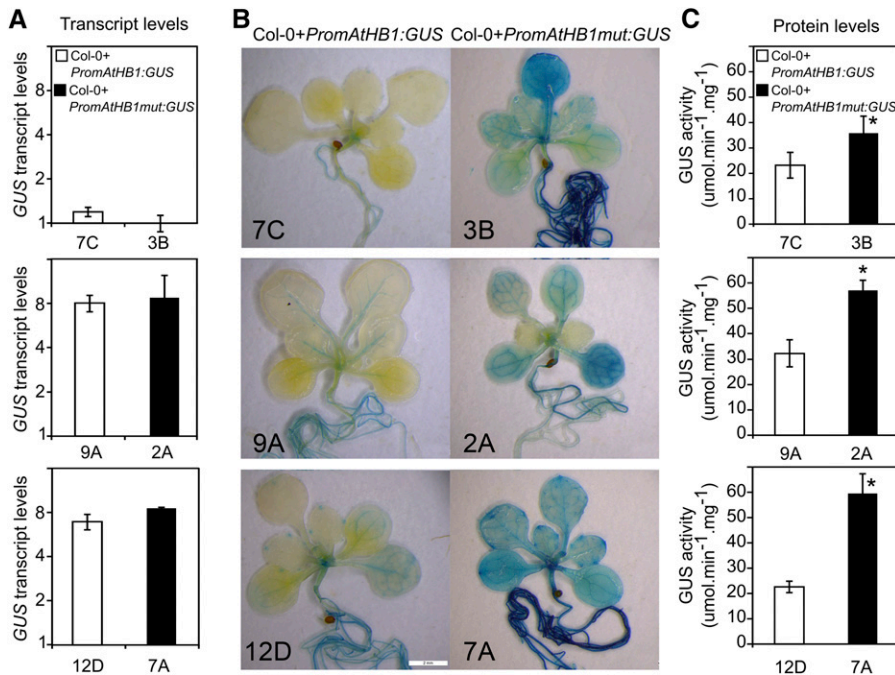 A
Transcript levels
Col-0+
PromAtHB1:GUS
Col-0+
PromAtHB1mut:GUS
GUS transcript levels
8
4
2
1
7C 3B
GUS transcript levels
8
4
2
1
9A 2A
GUS transcript levels
8
4
2
1
12D 7A
B
Col-0+PromAtHB1:GUS Col-0+PromAtHB1mut:GUS
7C 3B
9A 2A
12D 7A
2 mm
C
Protein levels
Col-0+
PromAtHB1:GUS
Col-0+
PromAtHB1mut:GUS
GUS activity
(umol.min-1.mg-1)
60
50
40
30
20
10
0
*
7C 3B
GUS activity
(umol.min-1.mg-1)
60
50
40
30
20
10
0
*
9A 2A
GUS activity
(umol.min-1.mg-1)
60
50
40
30
20
10
0
*
12D 7A